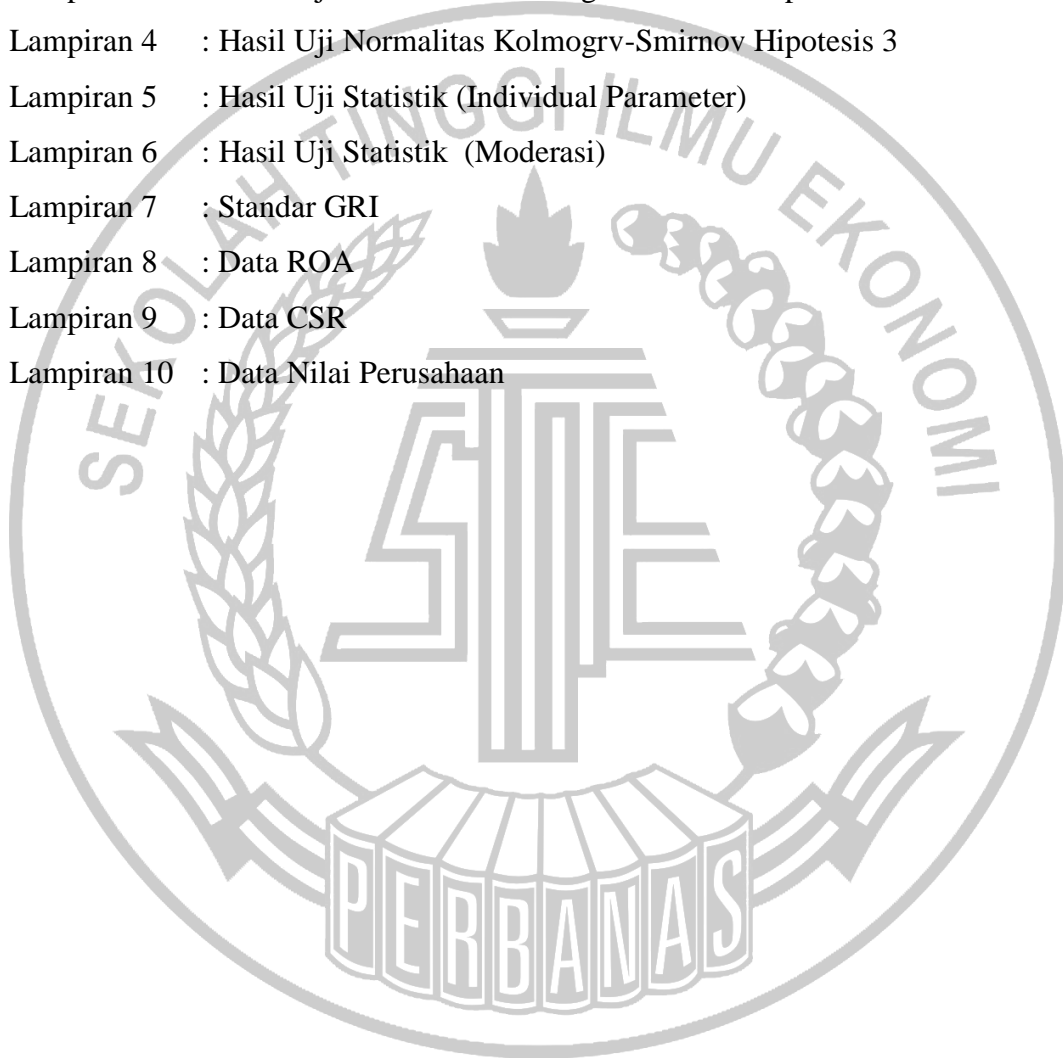 Lampiran 4 : Hasil Uji Normalitas Kolmogrv-Smirnov Hipotesis 3
Lampiran 5 : Hasil Uji Statistik (Individual Parameter)
Lampiran 6 : Hasil Uji Statistik (Moderasi)
Lampiran 7 : Standar GRI
Lampiran 8 : Data ROA
Lampiran 9 : Data CSR
Lampiran 10 : Data Nilai Perusahaan
SEKOLAH TINGGI ILMU EKONOMI
STIE
PERBANAS